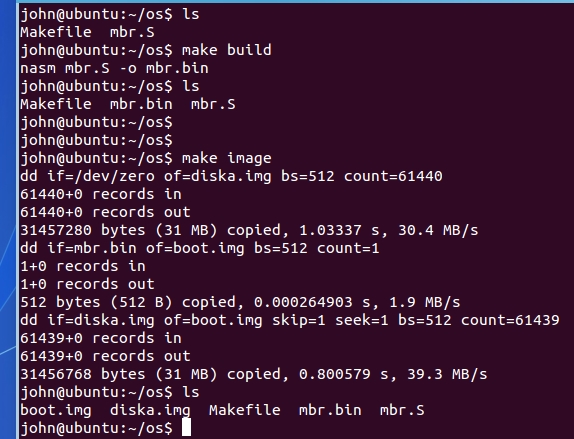 john@ubuntu:~/os$ ls
Makefile  mbr.S
john@ubuntu:~/os$ make build
nasm mbr.S -o mbr.bin
john@ubuntu:~/os$ ls
Makefile  mbr.bin  mbr.S
john@ubuntu:~/os$
john@ubuntu:~/os$
john@ubuntu:~/os$ make image
dd if=/dev/zero of=diska.img bs=512 count=61440
61440+0 records in
61440+0 records out
31457280 bytes (31 MB) copied, 1.03337 s, 30.4 MB/s
dd if=mbr.bin of=boot.img bs=512 count=1
1+0 records in
1+0 records out
512 bytes (512 B) copied, 0.000264903 s, 1.9 MB/s
dd if=diska.img of=boot.img skip=1 seek=1 bs=512 count=61439
61439+0 records in
61439+0 records out
31456768 bytes (31 MB) copied, 0.800579 s, 39.3 MB/s
john@ubuntu:~/os$ ls
boot.img  diska.img  Makefile  mbr.bin  mbr.S
john@ubuntu:~/os$